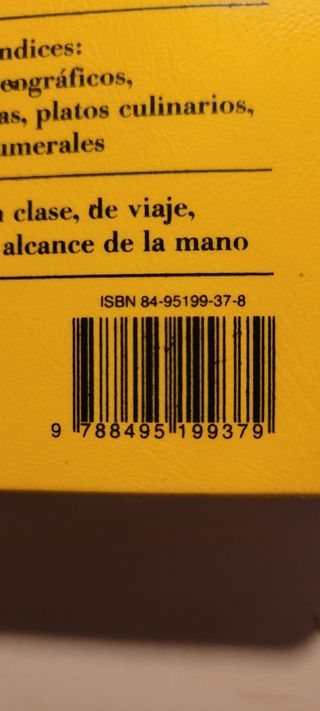 ndices:
eográficos,
as, platos culinarios,
umerales
clase, de viaje,
alcance de la mano
ISBN 84-95199-37-8
9 788495 199379